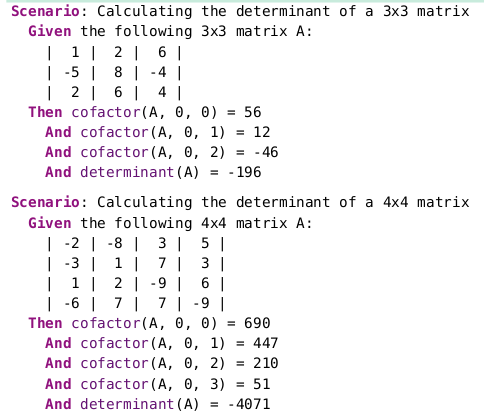 Scenario: Calculating the determinant of a 3x3 matrix
Given the following 3x3 matrix A:
| 1 | 2 | 6 |
| -5 | 8 | -4 |
| 2 | 6 | 4 |
Then cofactor(A, 0, 0) = 56
And cofactor(A, 0, 1) = 12
And cofactor(A, 0, 2) = -46
And determinant(A) = -196
Scenario: Calculating the determinant of a 4x4 matrix
Given the following 4x4 matrix A:
| -2 | -8 | 3 | 5 |
| -3 | 1 | 7 | 3 |
| 1 | 2 | -9 | 6 |
| -6 | 7 | 7 | -9 |
Then cofactor(A, 0, 0) = 690
And cofactor(A, 0, 1) = 447
And cofactor(A, 0, 2) = 210
And cofactor(A, 0, 3) = 51
And determinant(A) = -4071